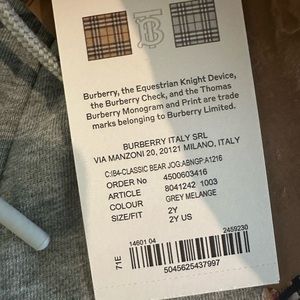 Burberry, the Equestrian Knight Device,
the Burberry Check, and the Thomas
Burberry Monogram and Print are trade
marks belonging to Burberry Limited.
BURBERRY ITALY SRL
VIA MANZONI 20, 20121 MILANO, ITALY
C:IB4-CLASSIC BEAR JOG:ABNGP:A1216
ORDER No 4500603416
ARTICLE 8041242 1003
COLOUR GREY MELANGE
SIZE/FIT 2Y
2Y US
71E
14601 04 2459230
5045625437997